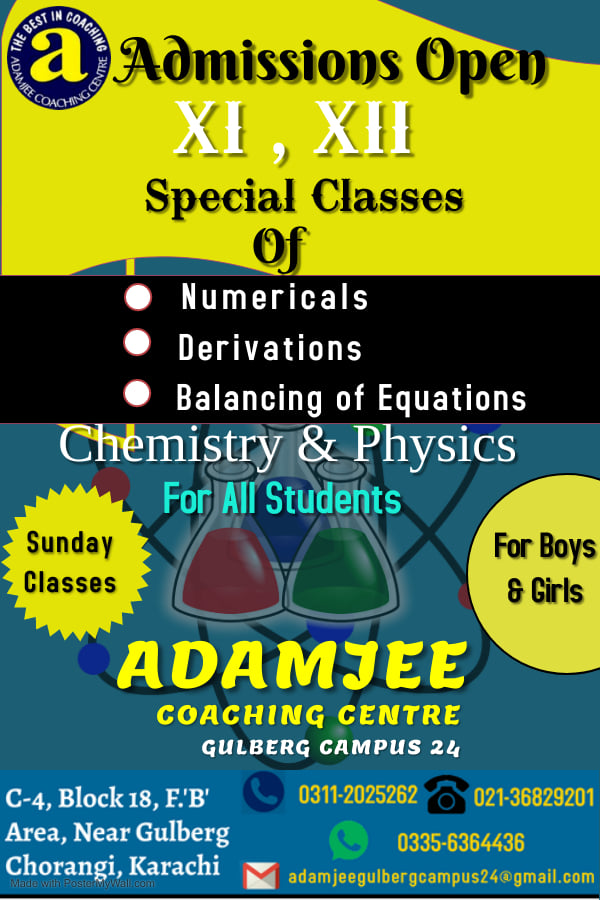 THE BEST IN COACHING
a
ADAMJEE COACHING CENTRE
Admissions Open
XI , XII
Special Classes
Of
Numericals
Derivations
Balancing of Equations
Chemistry & Physics
For All Students
Sunday
Classes
For Boys
& Girls
ADAMJEE
COACHING CENTRE
GULBERG CAMPUS 24
C-4, Block 18, F.'B'
Area, Near Gulberg
Chorangi, Karachi
0311-2025262
021-36829201
0335-6364436
adamjeegulbergcampus24@gmail.com
Made with PosterMyWall.com